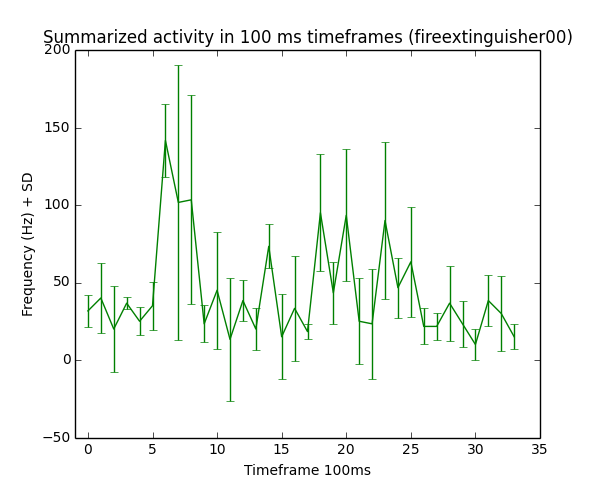 Summarized activity in 100 ms timeframes (fireextinguisher00)
200
150
100
50
0
−50
Frequency (Hz) + SD
0 5 10 15 20 25 30 35
Timeframe 100ms